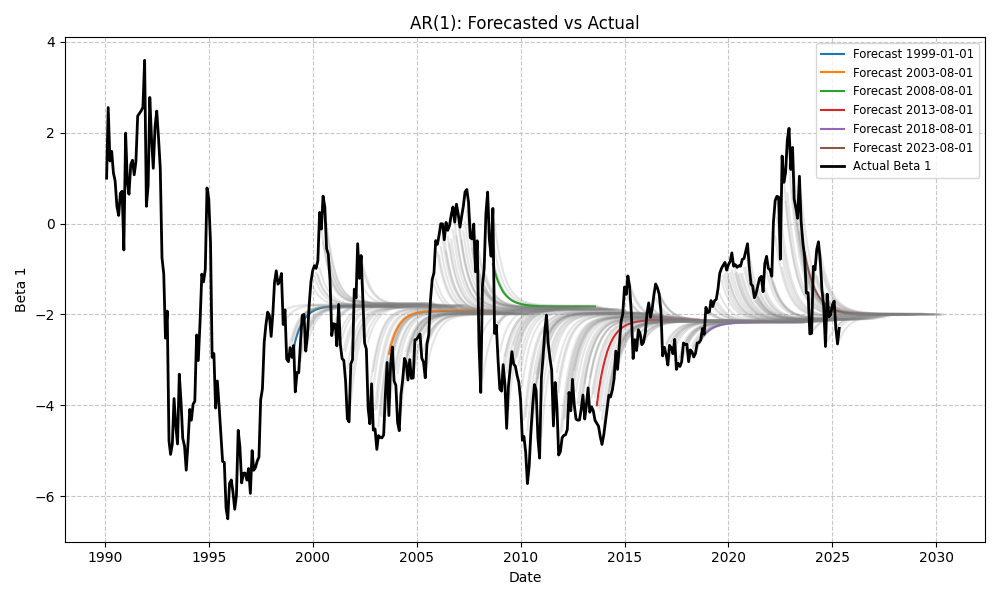 AR(1): Forecasted vs Actual
Beta 1
4
2
0
−2
−4
−6
Forecast 1999-01-01
Forecast 2003-08-01
Forecast 2008-08-01
Forecast 2013-08-01
Forecast 2018-08-01
Forecast 2023-08-01
Actual Beta 1
1990 1995 2000 2005 2010 2015 2020 2025 2030
Date